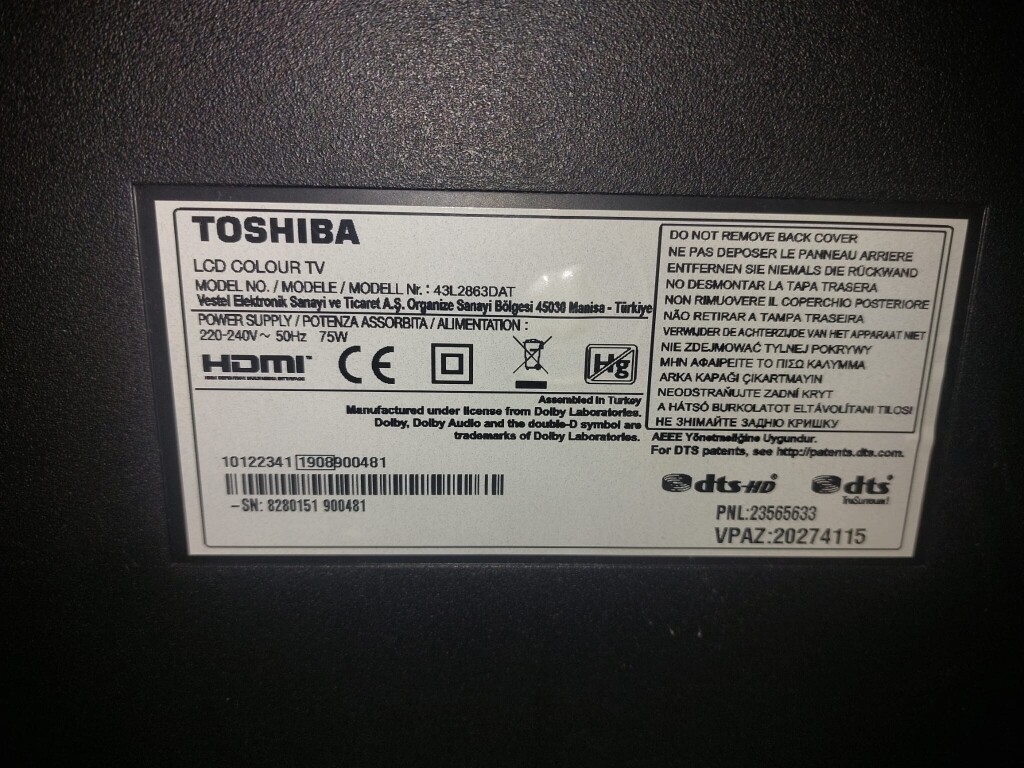 TOSHIBA
LCD COLOUR TV
MODEL NO. / MODELE / MODELL Nr. : 43L2863DAT
Vestel Elektronik Sanayi ve Ticaret A.Ş. Organize Sanayi Bölgesi 45030 Manisa - Türkiye
POWER SUPPLY / POTENZA ASSORBITA / ALIMENTATION :
220-240V~ 50Hz 75W
HDMI CE Hg
Assembled in Turkey
Manufactured under license from Dolby Laboratories.
Dolby, Dolby Audio and the double-D symbol are
trademarks of Dolby Laboratories.
10122341 1908900481
-SN: 8280151 900481
DO NOT REMOVE BACK COVER
NE PAS DEPOSER LE PANNEAU ARRIERE
ENTFERNEN SIE NIEMALS DIE RÜCKWAND
NO DESMONTAR LA TAPA TRASERA
NON RIMUOVERE IL COPERCHIO POSTERIORE
NÃO RETIRAR A TAMPA TRASEIRA
VERWIJDER DE ACHTERZIJDE VAN HET APPARAAT NIET
NIE ZDEJMOWAĆ TYLNEJ POKRYWY
ΜΗΝ ΑΦΑΙΡΕΙΤΕ ΤΟ ΠΙΣΩ ΚΑΛΥΜΜΑ
ARKA KAPAĞI ÇIKARTMAYIN
NEODSTRAŇUJTE ZADNÍ KRYT
A HÁTSÓ BURKOLATOT ELTÁVOLÍTANI TILOS!
НЕ ЗНИМАЙТЕ ЗАДНЮ КРИШКУ
AEEE Yönetmeliğine Uygundur.
For DTS patents, see http://patents.dts.com.
dts-HD dts
TruSurround
PNL:23565633
VPAZ:20274115